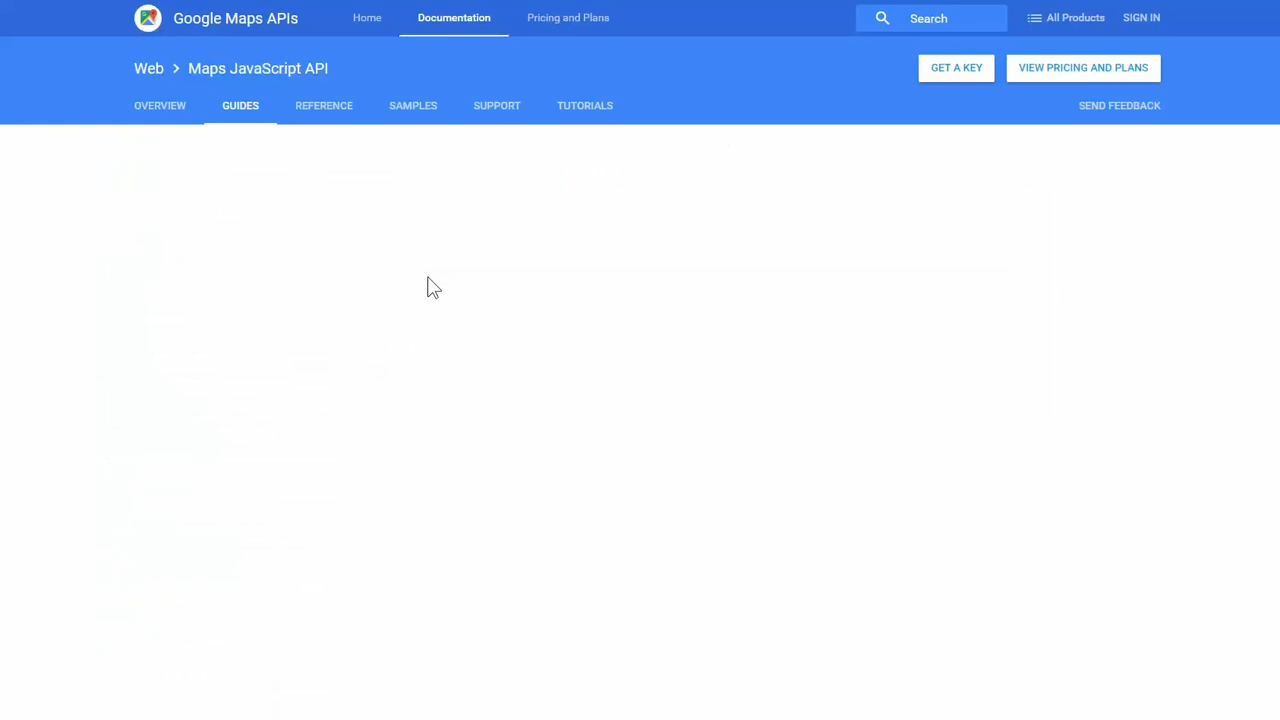 Google Maps APIs Home Documentation Pricing and Plans Search All Products SIGN IN
Web Maps JavaScript API GET A KEY VIEW PRICING AND PLANS
OVERVIEW GUIDES REFERENCE SAMPLES SUPPORT TUTORIALS SEND FEEDBACK